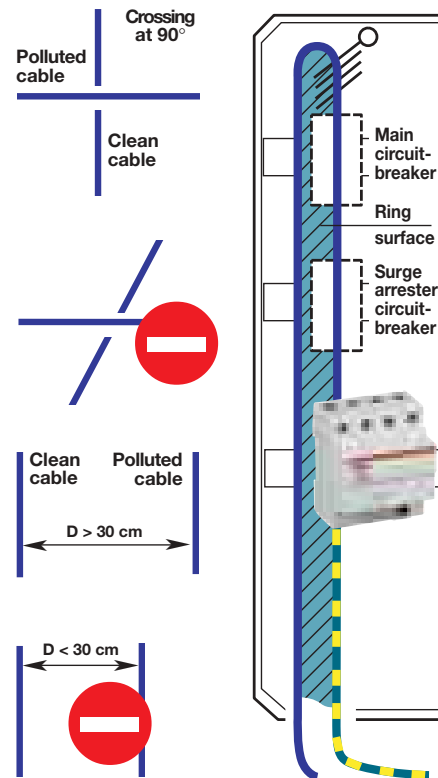 Crossing
at 90°
Polluted
cable
Clean
cable
Clean
cable
Polluted
cable
D > 30 cm
D < 30 cm
Main
circuit-
breaker
Ring
surface
Surge
arrester
circuit-
breaker